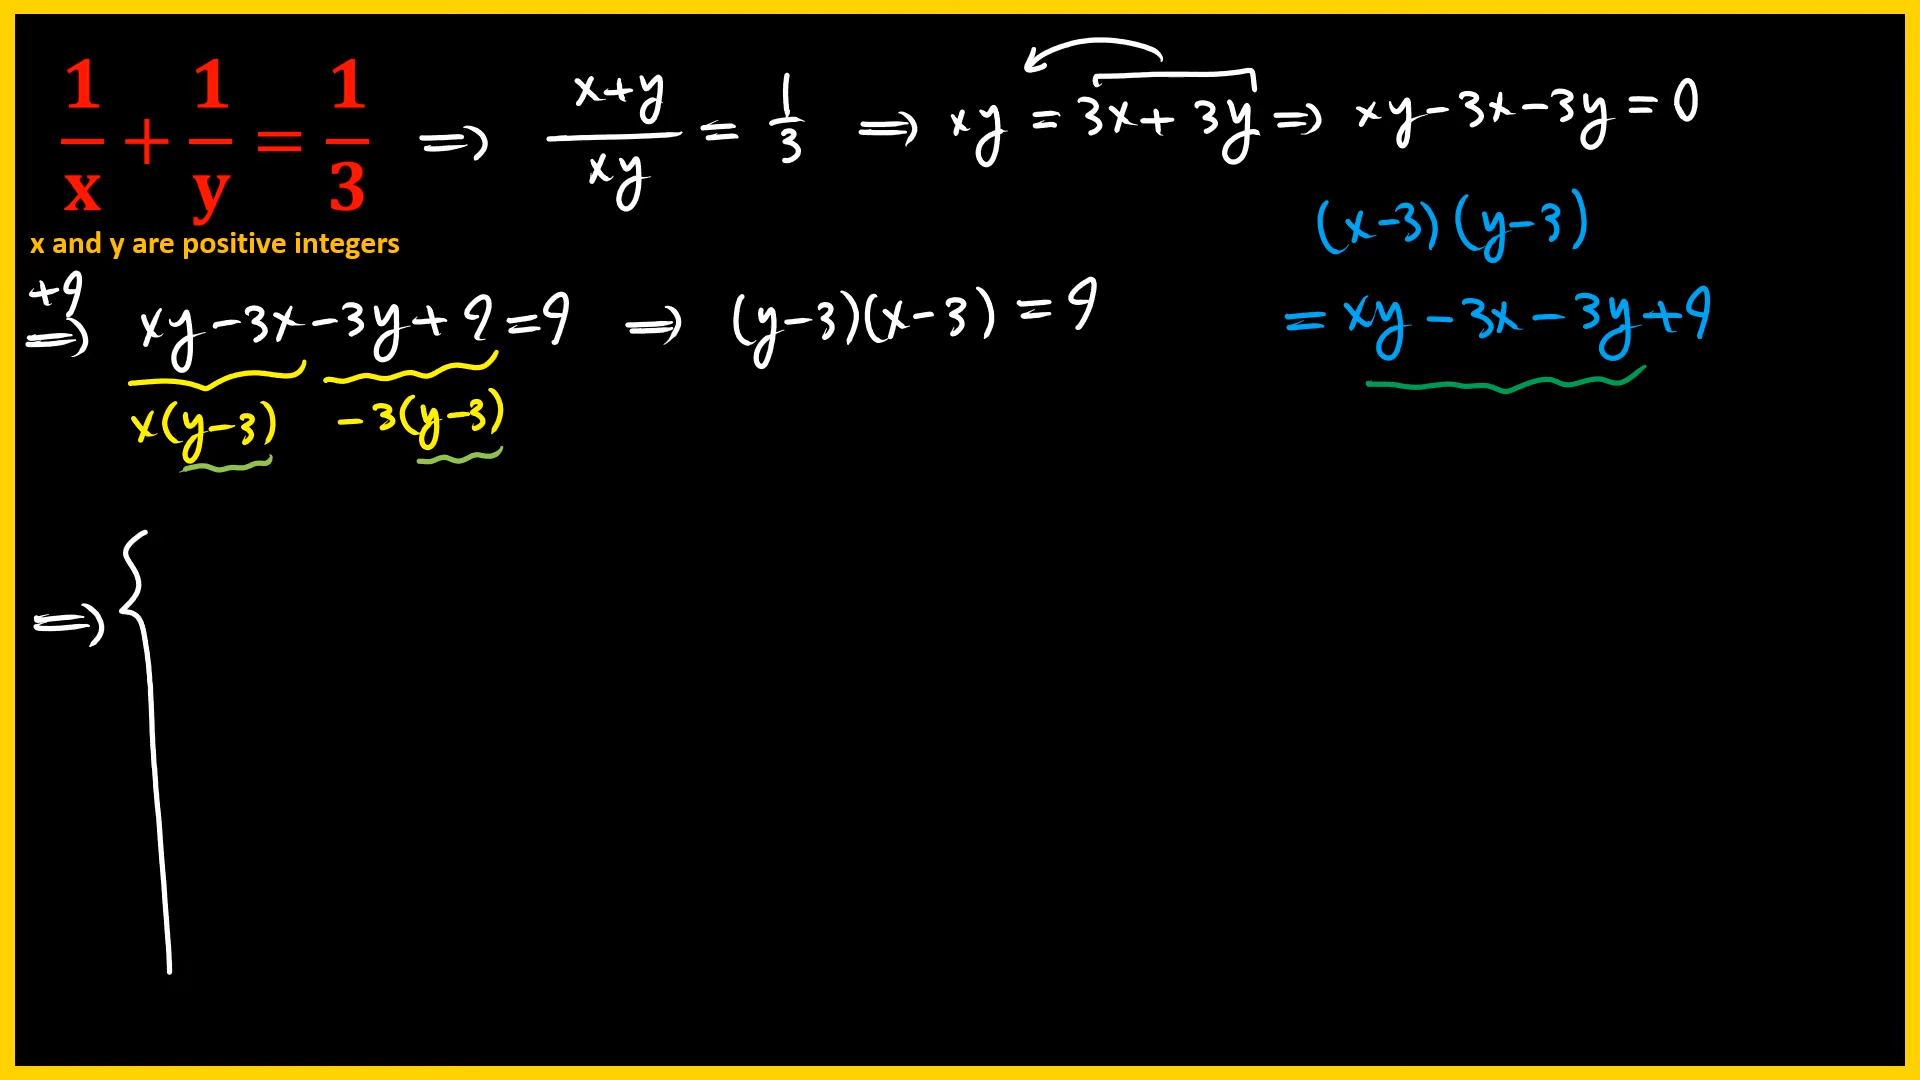 1/x + 1/y = 1/3 => (x+y)/(xy) = 1/3 => xy = 3x + 3y => xy - 3x - 3y = 0
x and y are positive integers
(x-3)(y-3)
+9
=> xy - 3x - 3y + 9 = 9 => (y-3)(x-3) = 9
= xy - 3x - 3y + 9
x(y-3) -3(y-3)
=> {